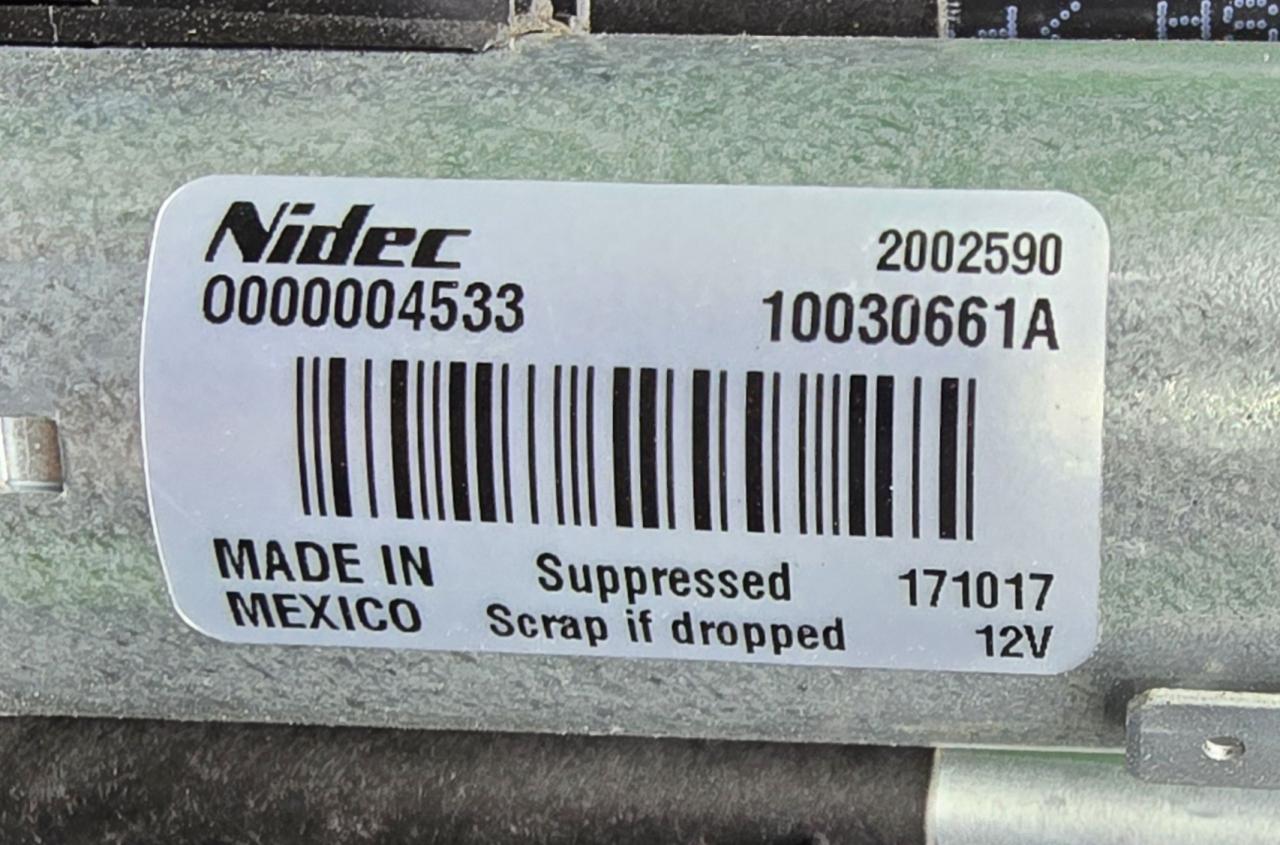 Nidec
2002590
0000004533
10030661A
MADE IN
MEXICO
Suppressed
Scrap if dropped
171017
12V